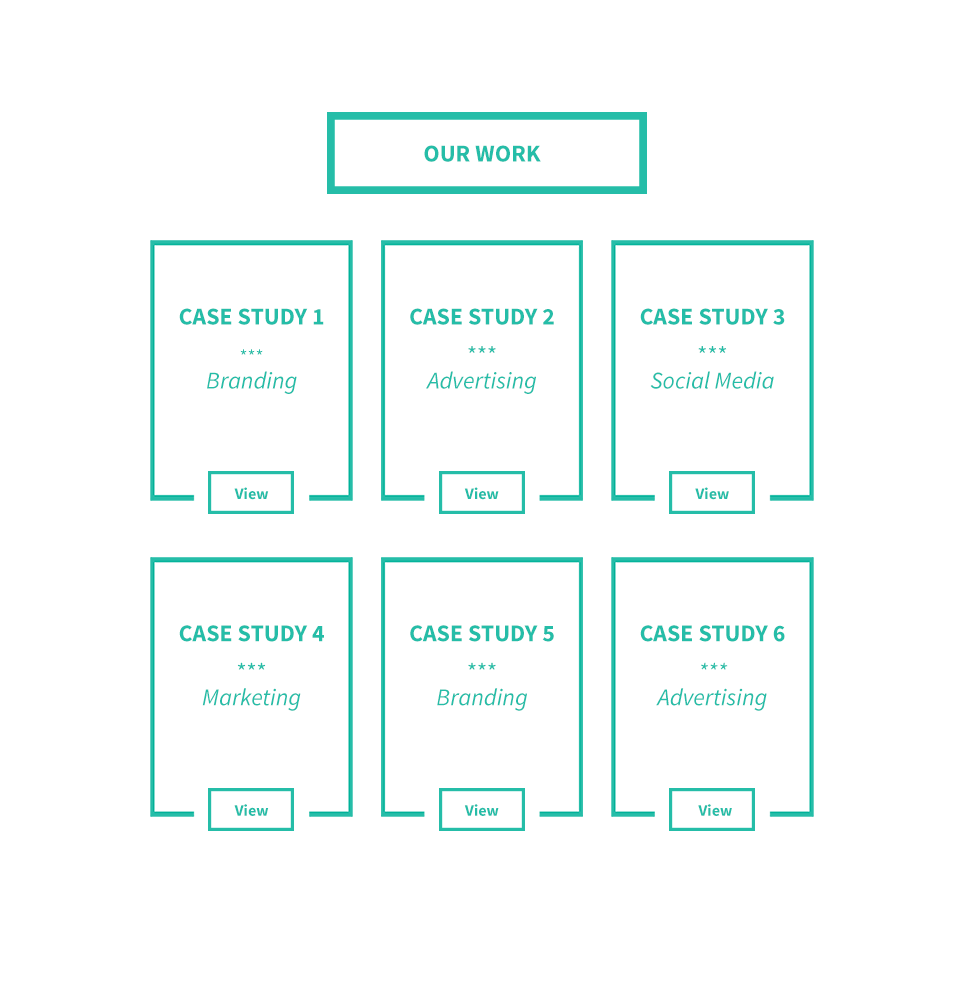 OUR WORK
CASE STUDY 1
***
Branding
View
CASE STUDY 2
***
Advertising
View
CASE STUDY 3
***
Social Media
View
CASE STUDY 4
***
Marketing
View
CASE STUDY 5
***
Branding
View
CASE STUDY 6
***
Advertising
View